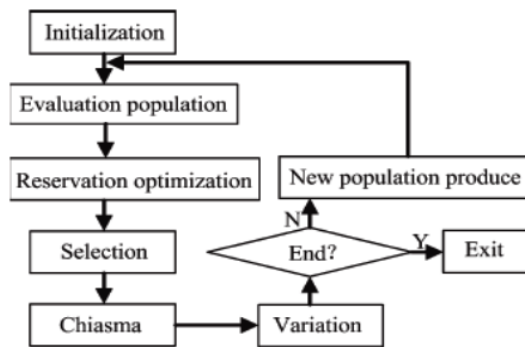 Initialization
Evaluation population
Reservation optimization
New population produce
N
Selection
End?
Y
Exit
Chiasma
Variation